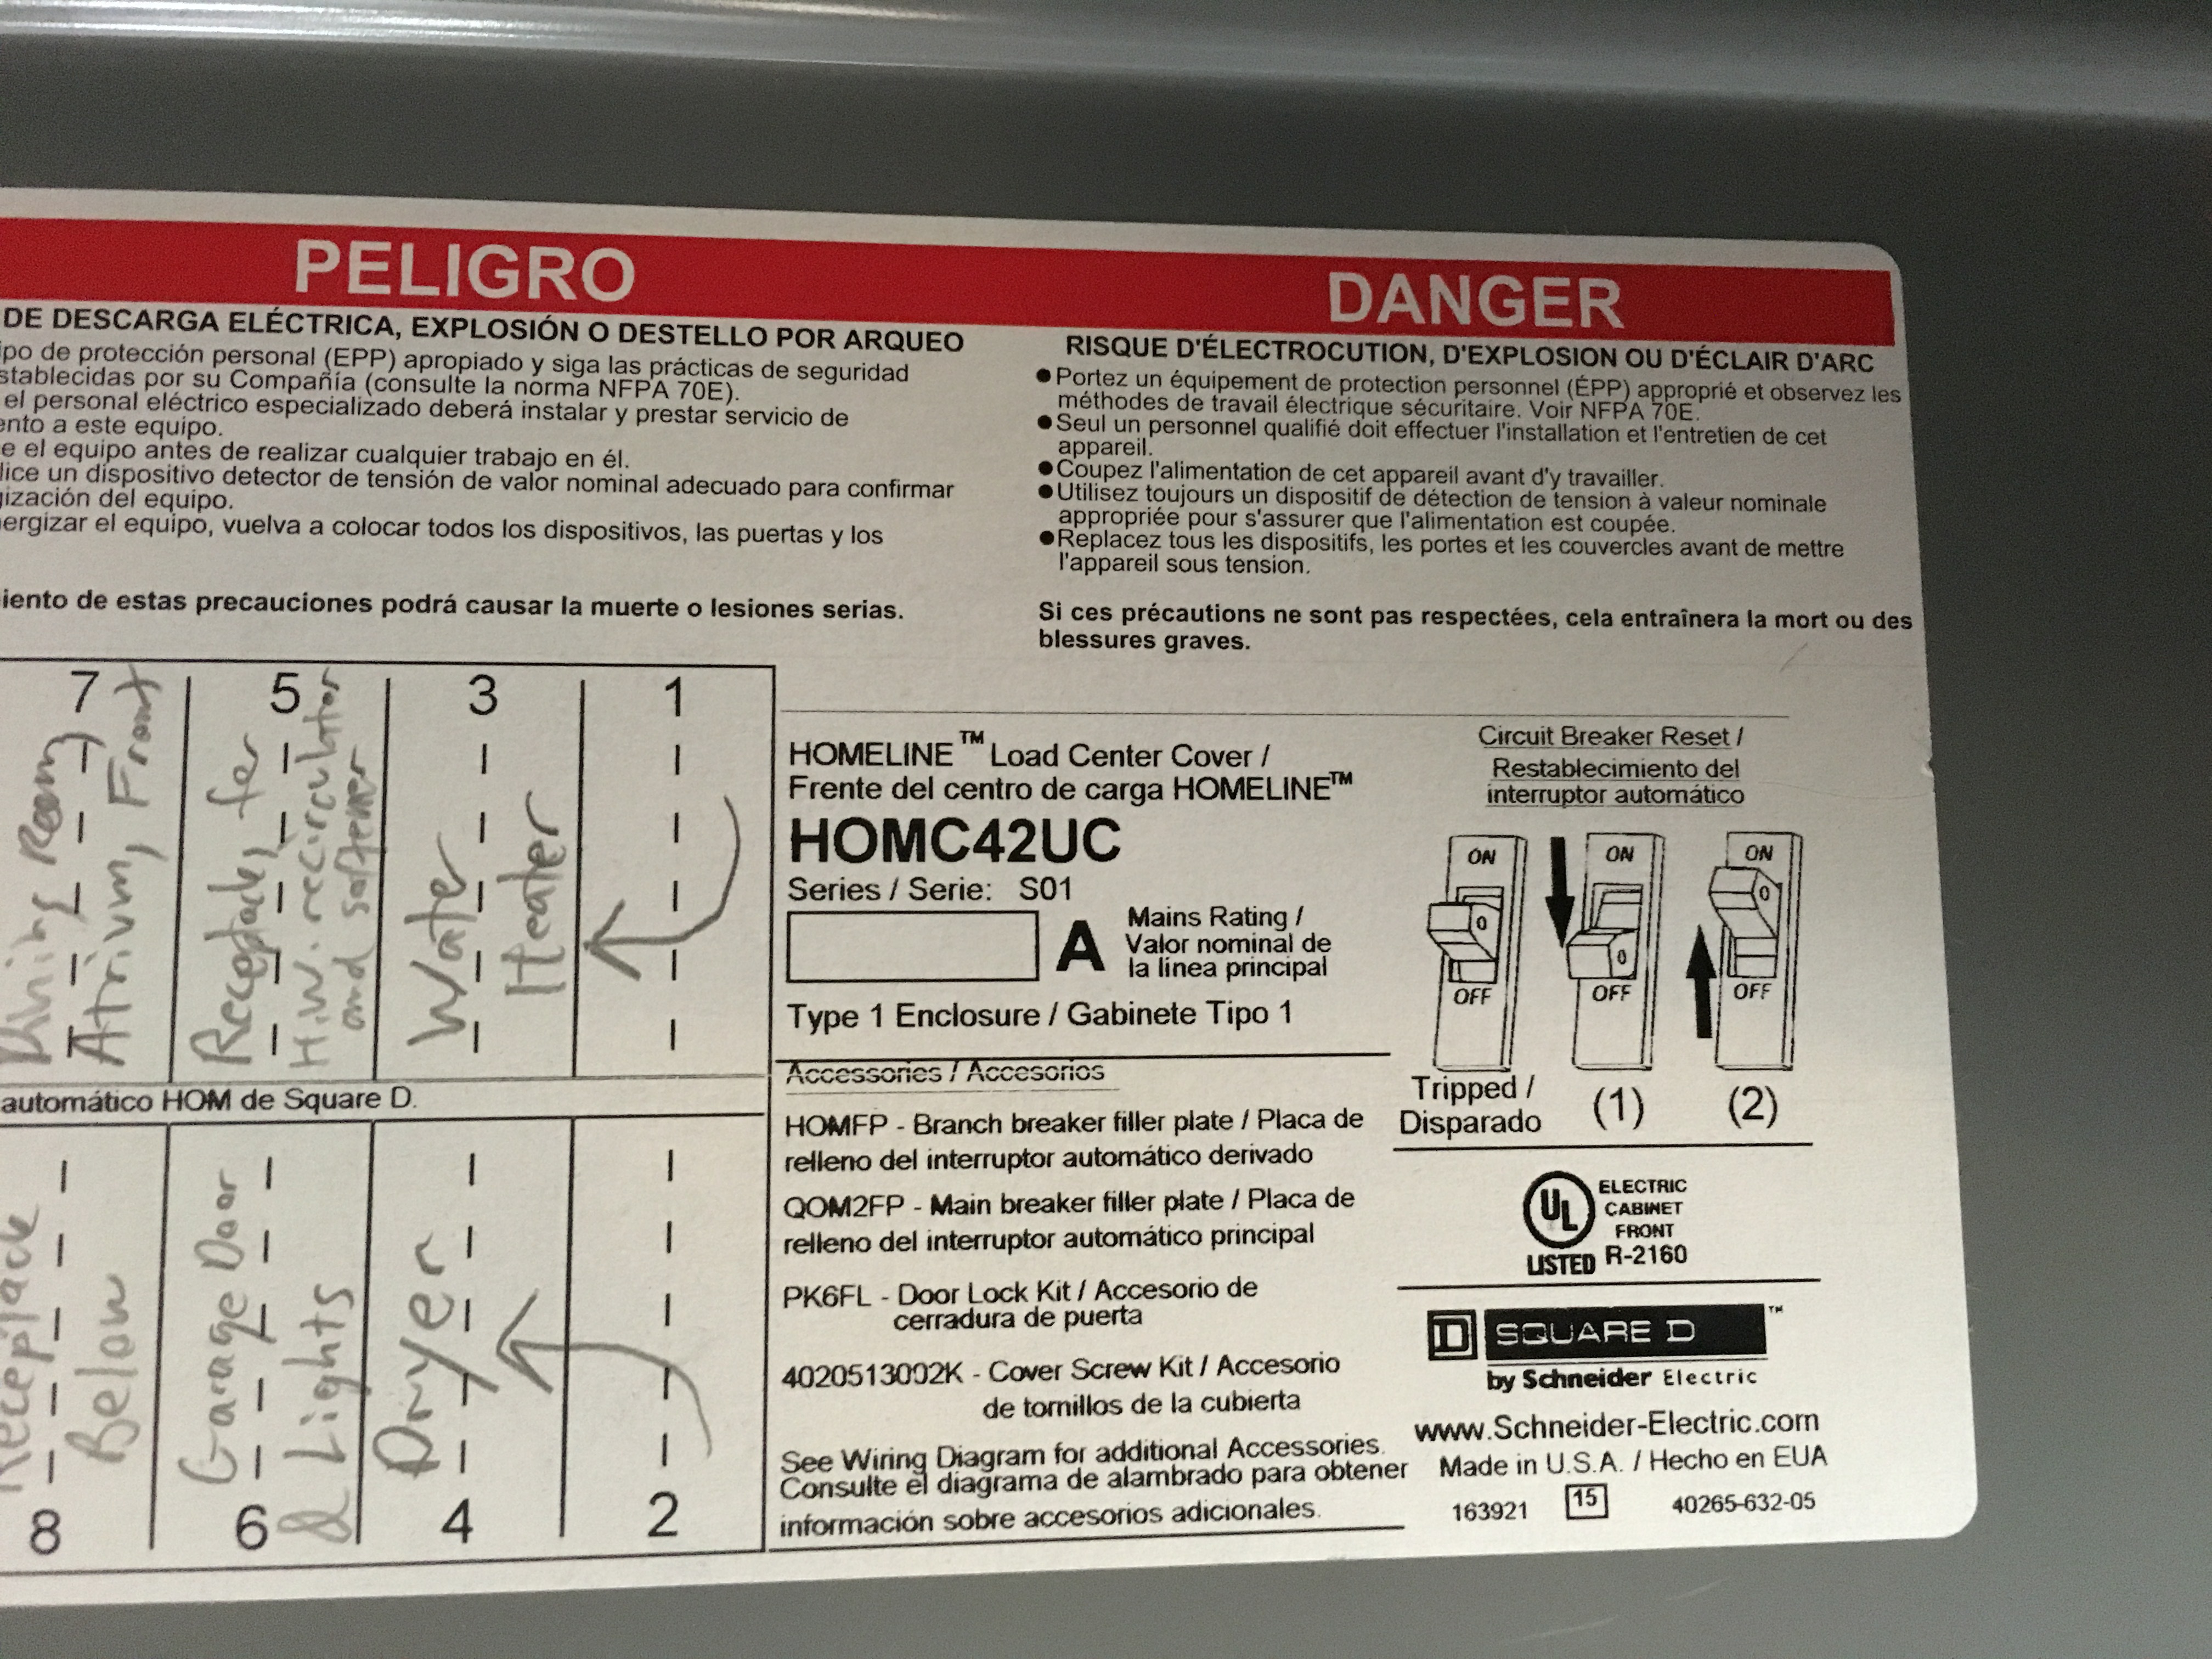 PELIGRO
DE DESCARGA ELÉCTRICA, EXPLOSIÓN O DESTELLO POR ARQUEO
de protección personal (EPP) apropiado y siga las prácticas de seguridad
por su Compañía (consulte la norma NFPA 70E).
el personal eléctrico especializado deberá instalar y prestar servicio de
a este equipo.
el equipo antes de realizar cualquier trabajo en él.
un dispositivo detector de tensión de valor nominal adecuado para confirmar
del equipo.
el equipo, vuelva a colocar todos los dispositivos, las puertas y los
de estas precauciones podrá causar la muerte o lesiones serias.
DANGER
RISQUE D'ÉLECTROCUTION, D'EXPLOSION OU D'ÉCLAIR D'ARC
●Portez un équipement de protection personnel (ÉPP) approprié et observez les
méthodes de travail électrique sécuritaire. Voir NFPA 70E.
●Seul un personnel qualifié doit effectuer l'installation et l'entretien de cet
appareil.
●Coupez l'alimentation de cet appareil avant d'y travailler.
●Utilisez toujours un dispositif de détection de tension à valeur nominale
appropriée pour s'assurer que l'alimentation est coupée.
●Replacez tous les dispositifs, les portes et les couvercles avant de mettre
l'appareil sous tension.
Si ces précautions ne sont pas respectées, cela entraînera la mort ou des
blessures graves.
7 5 3 1
Dining Room
Atrium, Front
Receptack, for
H.W. recirculator
and softener
Water
Heater
automático HOM de Square D.
Receptack
Below
Garage Door
& Lights
Dryer
8 6 4 2
HOMELINE™ Load Center Cover /
Frente del centro de carga HOMELINE™
HOMC42UC
Series / Serie: S01
A
Mains Rating /
Valor nominal de
la línea principal
Type 1 Enclosure / Gabinete Tipo 1
Accessories / Accesorios
HOMFP - Branch breaker filler plate / Placa de
relleno del interruptor automático derivado
QOM2FP - Main breaker filler plate / Placa de
relleno del interruptor automático principal
PK6FL - Door Lock Kit / Accesorio de
cerradura de puerta
4020513002K - Cover Screw Kit / Accesorio
de tornillos de la cubierta
See Wiring Diagram for additional Accessories.
Consulte el diagrama de alambrado para obtener
información sobre accesorios adicionales.
Circuit Breaker Reset /
Restablecimiento del
interruptor automático
ON ON ON
OFF OFF OFF
Tripped /
Disparado
(1) (2)
UL
LISTED
ELECTRIC
CABINET
FRONT
R-2160
D SQUARE D™
by Schneider Electric
www.Schneider-Electric.com
Made in U.S.A. / Hecho en EUA
163921 15 40265-632-05